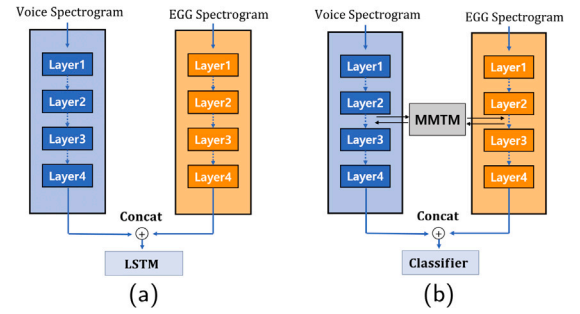 Voice Spectrogram
EGG Spectrogram
Layer1
Layer2
Layer3
Layer4
Layer1
Layer2
Layer3
Layer4
Concat
+
LSTM
(a)
Voice Spectrogram
EGG Spectrogram
Layer1
Layer2
Layer3
Layer4
MMTM
Layer1
Layer2
Layer3
Layer4
Concat
+
Classifier
(b)